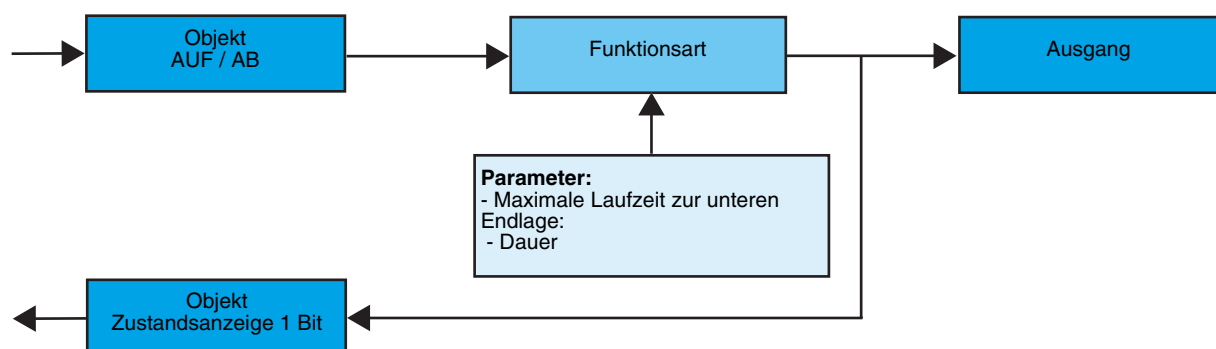 Objekt
AUF / AB
Funktionsart
Ausgang
Parameter:
- Maximale Laufzeit zur unteren
Endlage:
- Dauer
Objekt
Zustandsanzeige 1 Bit